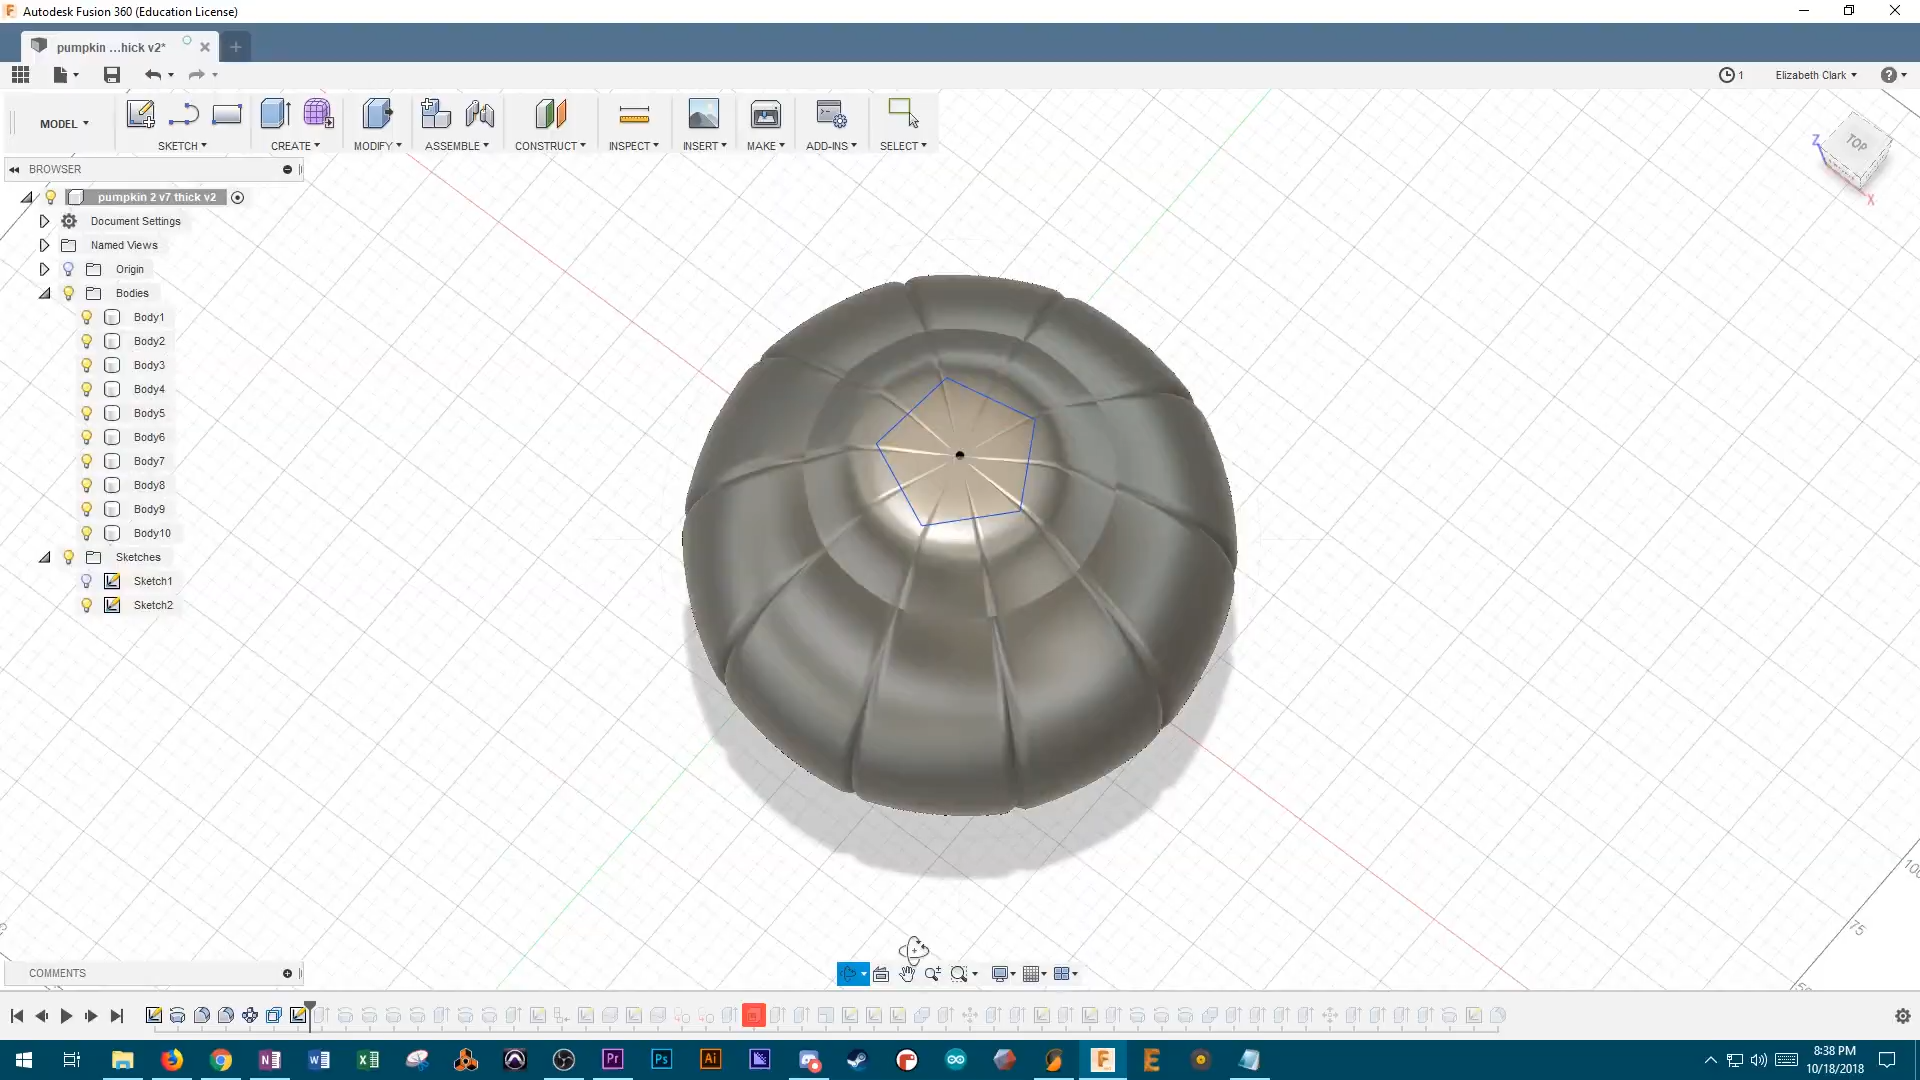 Autodesk Fusion 360 (Education License)
pumpkin ...hick v2*
1
Elizabeth Clark
MODEL
SKETCH
CREATE
MODIFY
ASSEMBLE
CONSTRUCT
INSPECT
INSERT
MAKE
ADD-INS
SELECT
BROWSER
TOP
Z
X
pumpkin 2 v7 thick v2
Document Settings
Named Views
Origin
Bodies
Body1
Body2
Body3
Body4
Body5
Body6
Body7
Body8
Body9
Body10
Sketches
Sketch1
Sketch2
75
COMMENTS
8:38 PM
10/18/2018